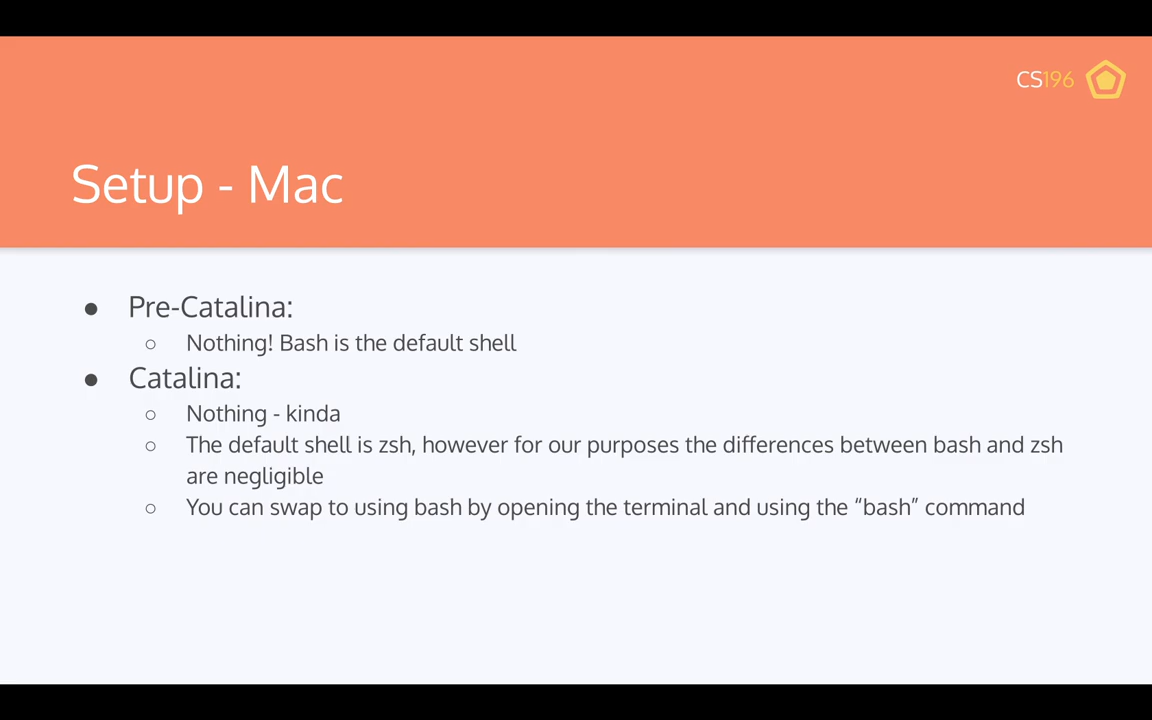 CS196
Setup - Mac
● Pre-Catalina:
○ Nothing! Bash is the default shell
● Catalina:
○ Nothing - kinda
○ The default shell is zsh, however for our purposes the differences between bash and zsh
are negligible
○ You can swap to using bash by opening the terminal and using the “bash” command